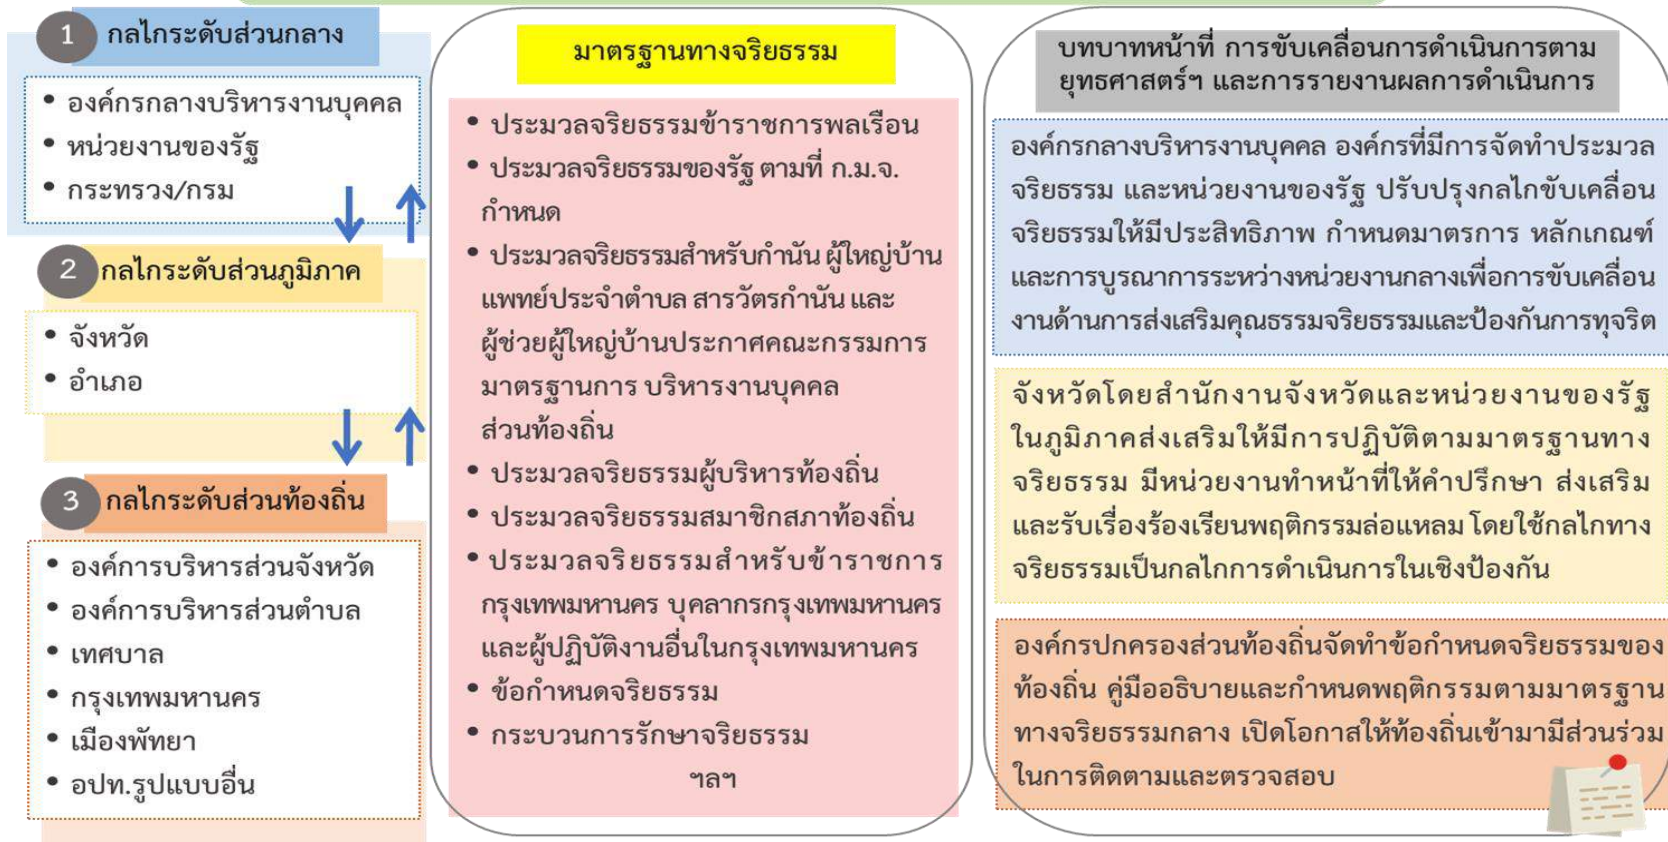 1 กลไกระดับส่วนกลาง
• องค์กรกลางบริหารงานบุคคล
• หน่วยงานของรัฐ
• กระทรวง/กรม
2 กลไกระดับส่วนภูมิภาค
• จังหวัด
• อำเภอ
3 กลไกระดับส่วนท้องถิ่น
• องค์การบริหารส่วนจังหวัด
• องค์การบริหารส่วนตำบล
• เทศบาล
• กรุงเทพมหานคร
• เมืองพัทยา
• อปท.รูปแบบอื่น
มาตรฐานทางจริยธรรม
• ประมวลจริยธรรมข้าราชการพลเรือน
• ประมวลจริยธรรมของรัฐ ตามที่ ก.ม.จ.
กำหนด
• ประมวลจริยธรรมสำหรับกำนัน ผู้ใหญ่บ้าน
แพทย์ประจำตำบล สารวัตรกำนัน และ
ผู้ช่วยผู้ใหญ่บ้านประกาศคณะกรรมการ
มาตรฐานการ บริหารงานบุคคล
ส่วนท้องถิ่น
• ประมวลจริยธรรมผู้บริหารท้องถิ่น
• ประมวลจริยธรรมสมาชิกสภาท้องถิ่น
• ประมวลจริยธรรมสำหรับข้าราชการ
กรุงเทพมหานคร บุคลากรกรุงเทพมหานคร
และผู้ปฏิบัติงานอื่นในกรุงเทพมหานคร
• ข้อกำหนดจริยธรรม
• กระบวนการรักษาจริยธรรม
ฯลฯ
บทบาทหน้าที่ การขับเคลื่อนการดำเนินการตาม
ยุทธศาสตร์ฯ และการรายงานผลการดำเนินการ
องค์กรกลางบริหารงานบุคคล องค์กรที่มีการจัดทำประมวล
จริยธรรม และหน่วยงานของรัฐ ปรับปรุงกลไกขับเคลื่อน
จริยธรรมให้มีประสิทธิภาพ กำหนดมาตรการ หลักเกณฑ์
และการบูรณาการระหว่างหน่วยงานกลางเพื่อการขับเคลื่อน
งานด้านการส่งเสริมคุณธรรมจริยธรรมและป้องกันการทุจริต
จังหวัดโดยสำนักงานจังหวัดและหน่วยงานของรัฐ
ในภูมิภาคส่งเสริมให้มีการปฏิบัติตามมาตรฐานทาง
จริยธรรม มีหน่วยงานทำหน้าที่ให้คำปรึกษา ส่งเสริม
และรับเรื่องร้องเรียนพฤติกรรมล่อแหลม โดยใช้กลไกทาง
จริยธรรมเป็นกลไกการดำเนินการในเชิงป้องกัน
องค์กรปกครองส่วนท้องถิ่นจัดทำข้อกำหนดจริยธรรมของ
ท้องถิ่น คู่มืออธิบายและกำหนดพฤติกรรมตามมาตรฐาน
ทางจริยธรรมกลาง เปิดโอกาสให้ท้องถิ่นเข้ามามีส่วนร่วม
ในการติดตามและตรวจสอบ